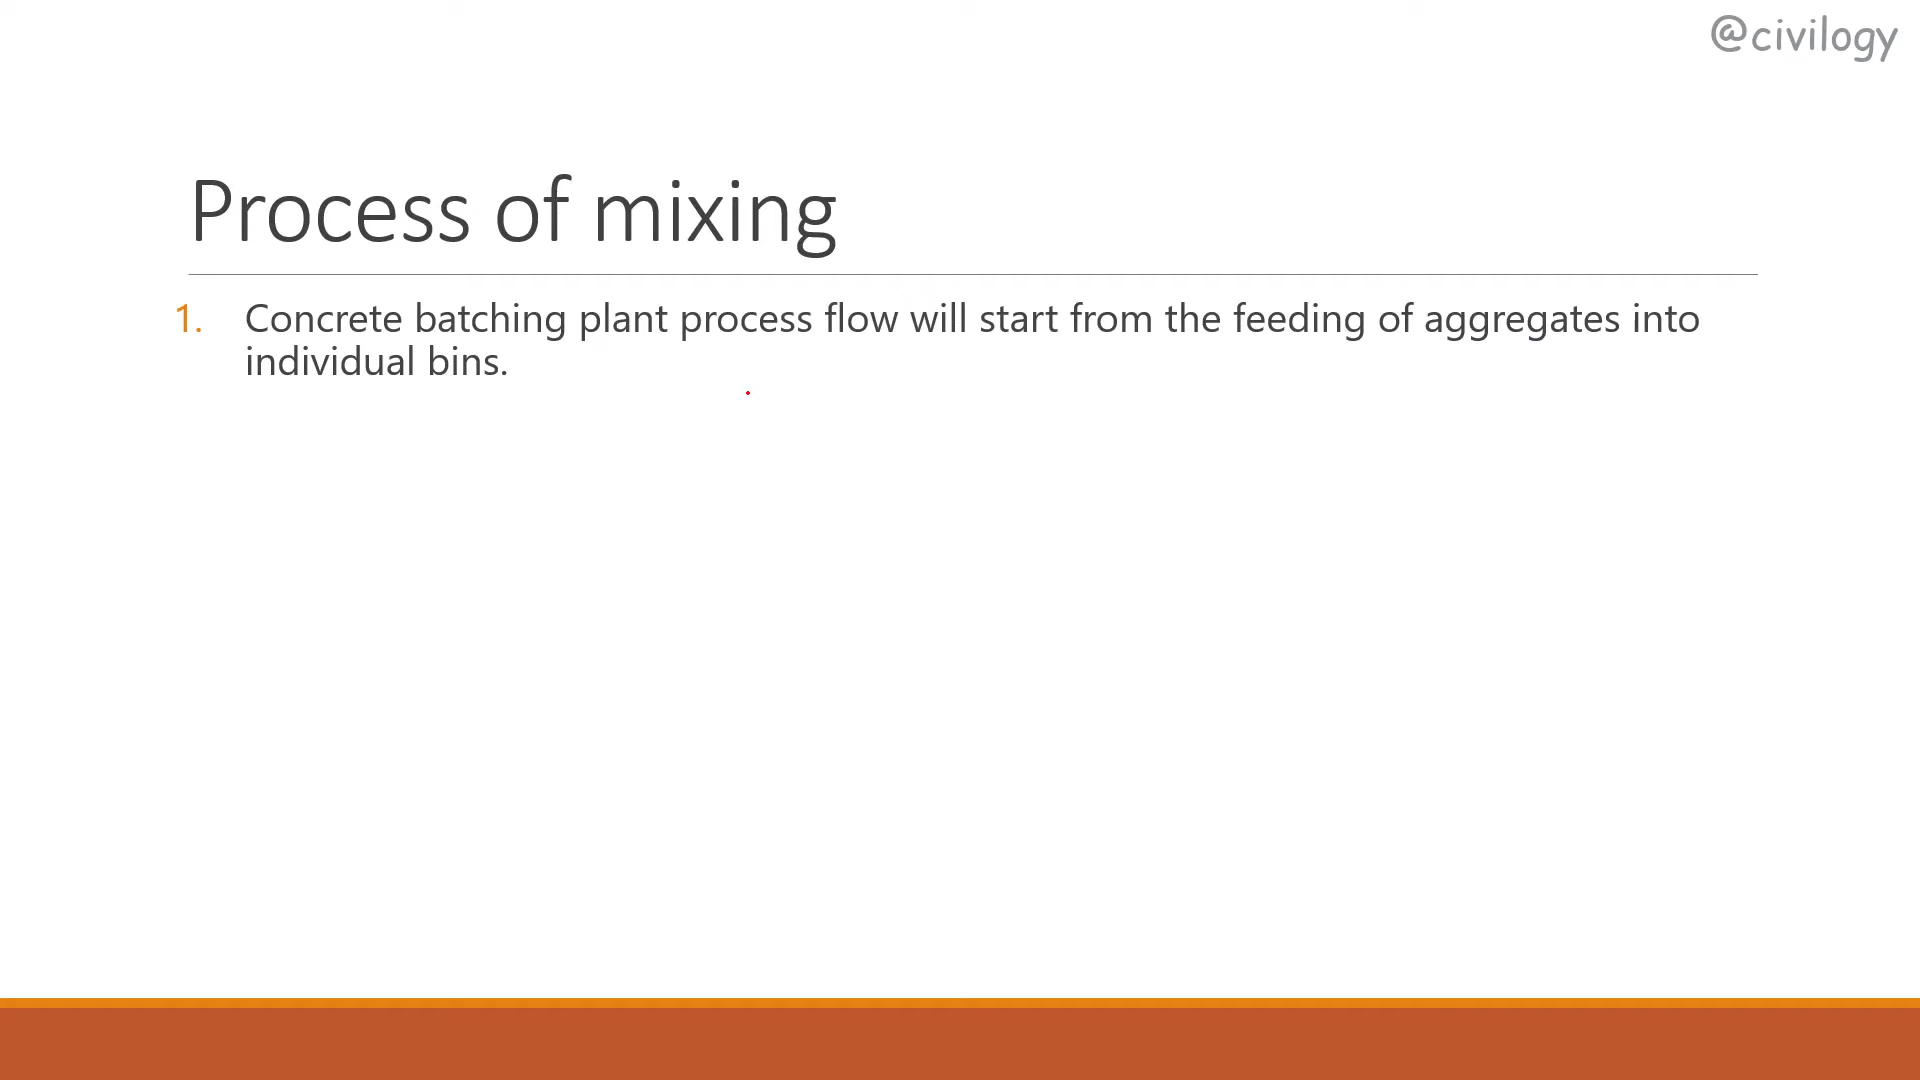 @civilogy
Process of mixing
1. Concrete batching plant process flow will start from the feeding of aggregates into
individual bins.